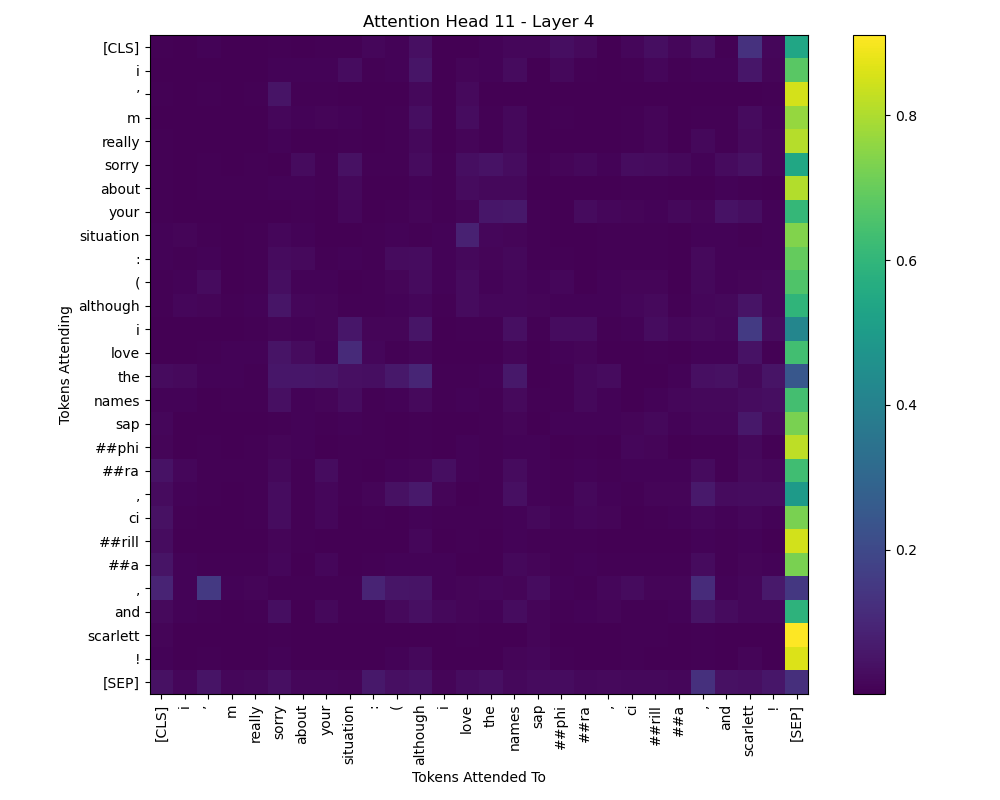 Attention Head 11 - Layer 4
[CLS]
i
’
m
really
sorry
about
your
situation
:
(
although
i
love
the
names
sap
##phi
##ra
,
ci
##rill
##a
,
and
scarlett
!
[SEP]
Tokens Attending
[CLS]
i
’
m
really
sorry
about
your
situation
:
(
although
i
love
the
names
sap
##phi
##ra
,
ci
##rill
##a
,
and
scarlett
!
[SEP]
Tokens Attended To
0.8
0.6
0.4
0.2